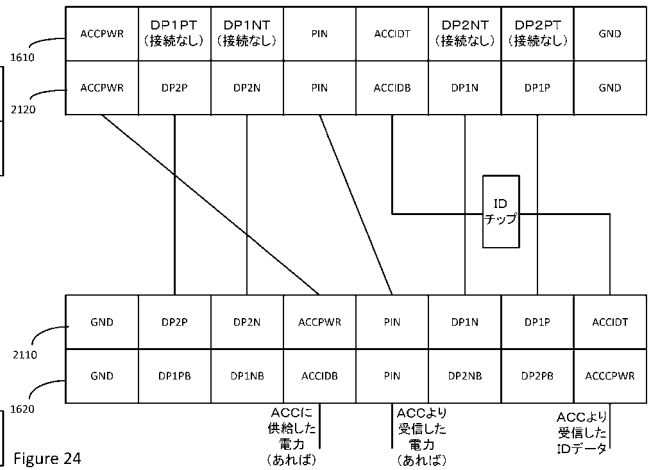 ACCPWR DP1PT DP1NT PIN ACCIDT DP2NT DP2PT GND
(接続なし) (接続なし) (接続なし) (接続なし)
1610
ACCPWR DP2P DP2N PIN ACCIDB DP1N DP1P GND
2120
ID
チップ
GND DP2P DP2N ACCPWR PIN DP1N DP1P ACCIDT
2110
GND DP1PB DP1NB ACCIDB PIN DP2NB DP2PB ACCCPWR
1620
ACCに
供給した
電力
(あれば)
ACCより
受信した
電力
(あれば)
ACCより
受信した
IDデータ
Figure 24